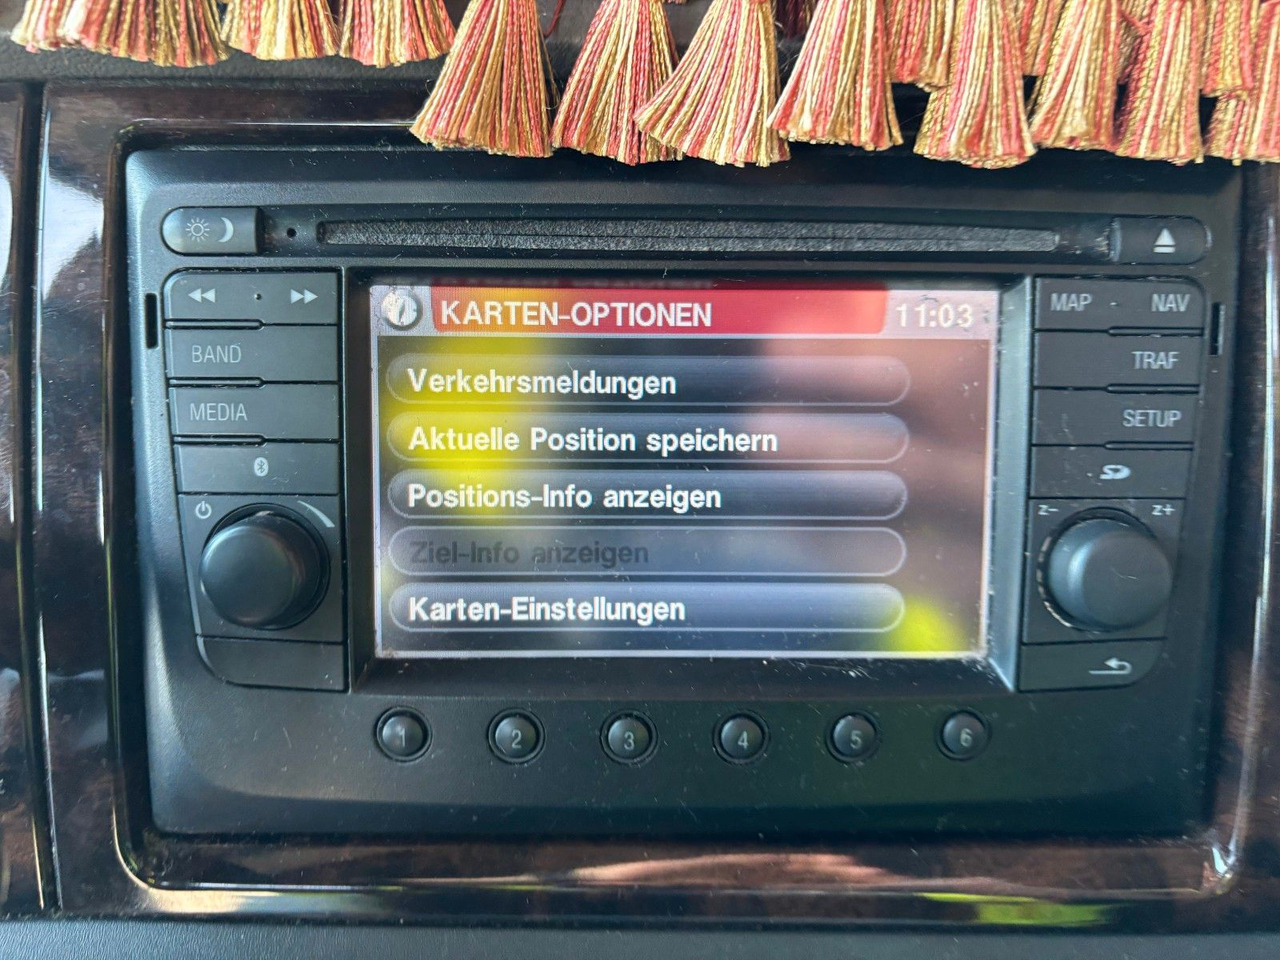 KARTEN-OPTIONEN 11:03
MAP NAV
BAND
Verkehrsmeldungen
TRAF
MEDIA
Aktuelle Position speichern
SETUP
Positions-Info anzeigen
z- z+
Ziel-Info anzeigen
Karten-Einstellungen
1 2 3 4 5 6